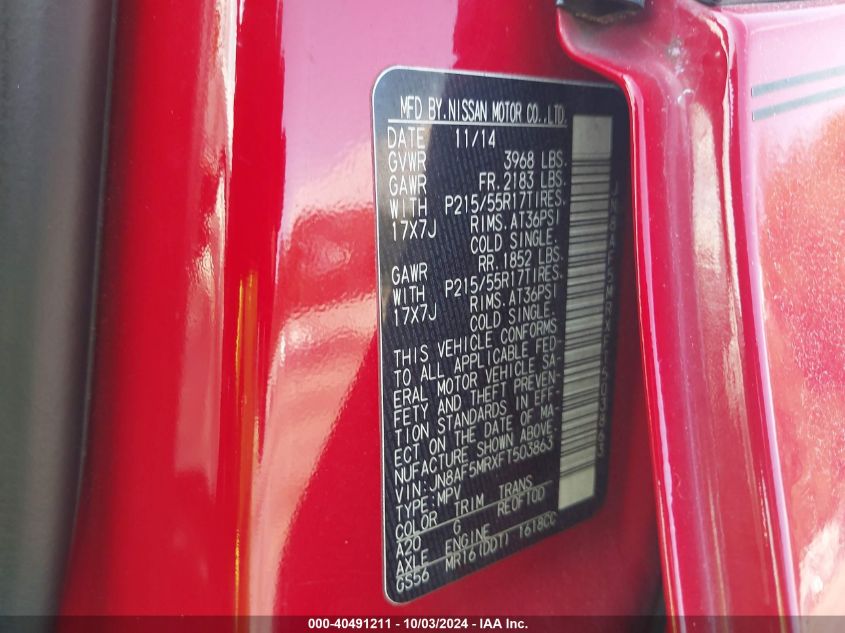 MFD BY.NISSAN MOTOR CO.,LTD.
DATE 11/14
GVWR 3968 LBS.
GAWR FR.2183 LBS.
WITH P215/55R17TIRES.
17X7J RIMS.AT36PSI
COLD SINGLE.
GAWR RR.1852 LBS.
WITH P215/55R17TIRES.
17X7J RIMS.AT36PSI
COLD SINGLE.
THIS VEHICLE CONFORMS
TO ALL APPLICABLE FED-
ERAL MOTOR VEHICLE SA-
FETY AND THEFT PREVEN-
TION STANDARDS IN EFF-
ECT ON THE DATE OF MA-
NUFACTURE SHOWN ABOVE.
VIN:JN8AF5MRXFT503863
TYPE:MPV
COLOR TRIM TRANS
A20 G RE0F10D
AXLE ENGINE
GS56 MR16(DDT) 1618CC
JN8AF5MRXFT503863
000-40491211 - 10/03/2024 - IAA Inc.